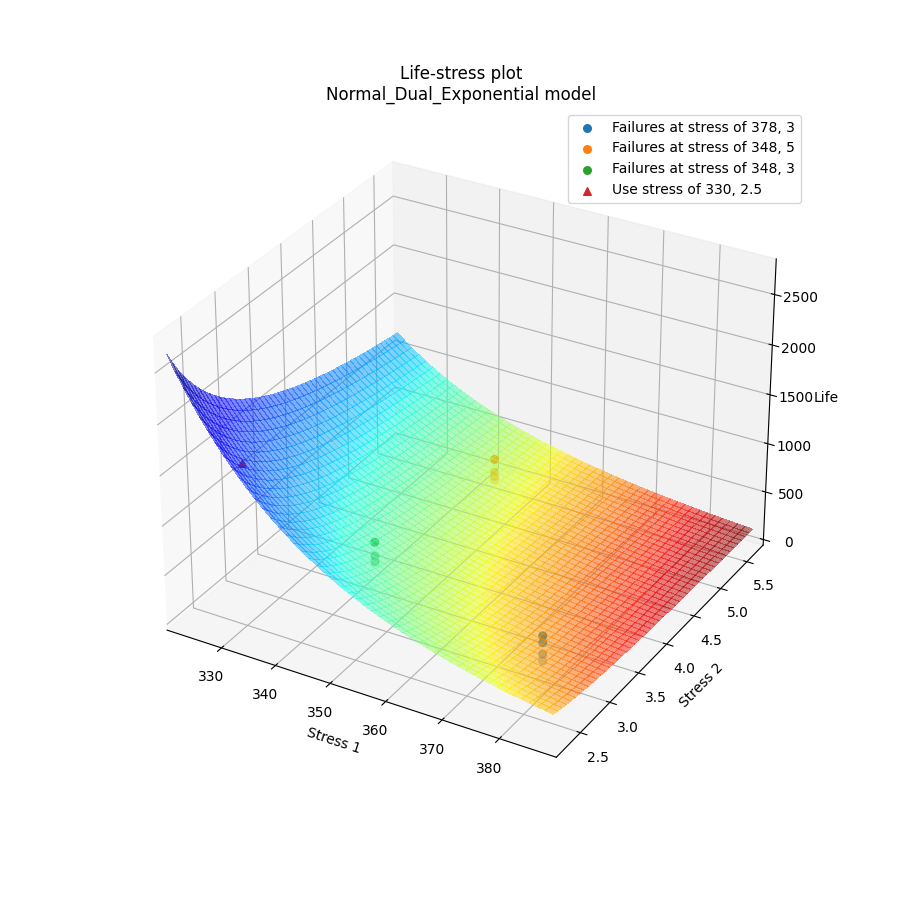 Life-stress plot
Normal_Dual_Exponential model
Failures at stress of 378, 3
Failures at stress of 348, 5
Failures at stress of 348, 3
Use stress of 330, 2.5
2500
2000
1500
Life
1000
500
0
5.5
5.0
4.5
4.0
3.5
3.0
2.5
Stress 2
330
340
350
360
370
380
Stress 1